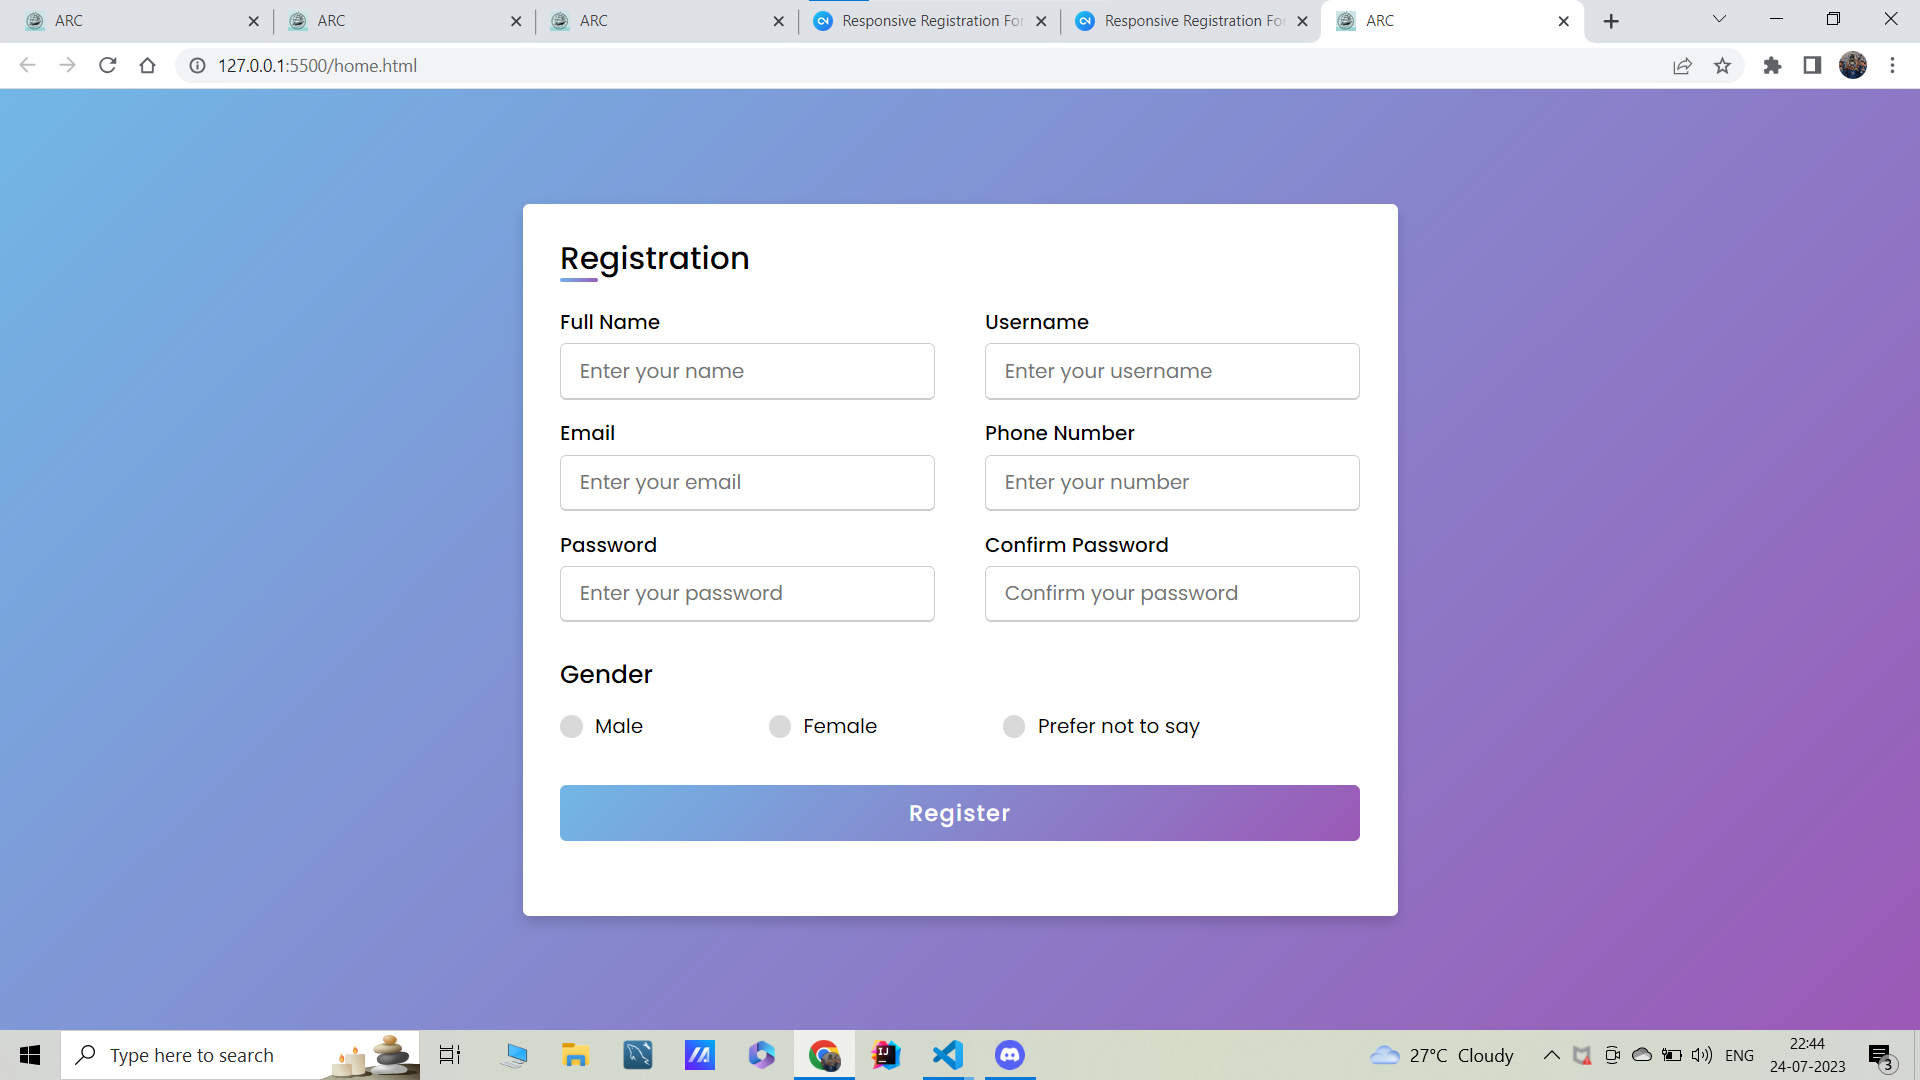 ARC
ARC
ARC
Responsive Registration For
Responsive Registration For
ARC
127.0.0.1:5500/home.html
Registration
Full Name
Username
Enter your name
Enter your username
Email
Phone Number
Enter your email
Enter your number
Password
Confirm Password
Enter your password
Confirm your password
Gender
Male
Female
Prefer not to say
Register
Type here to search
27°C Cloudy
ENG
22:44
24-07-2023
3